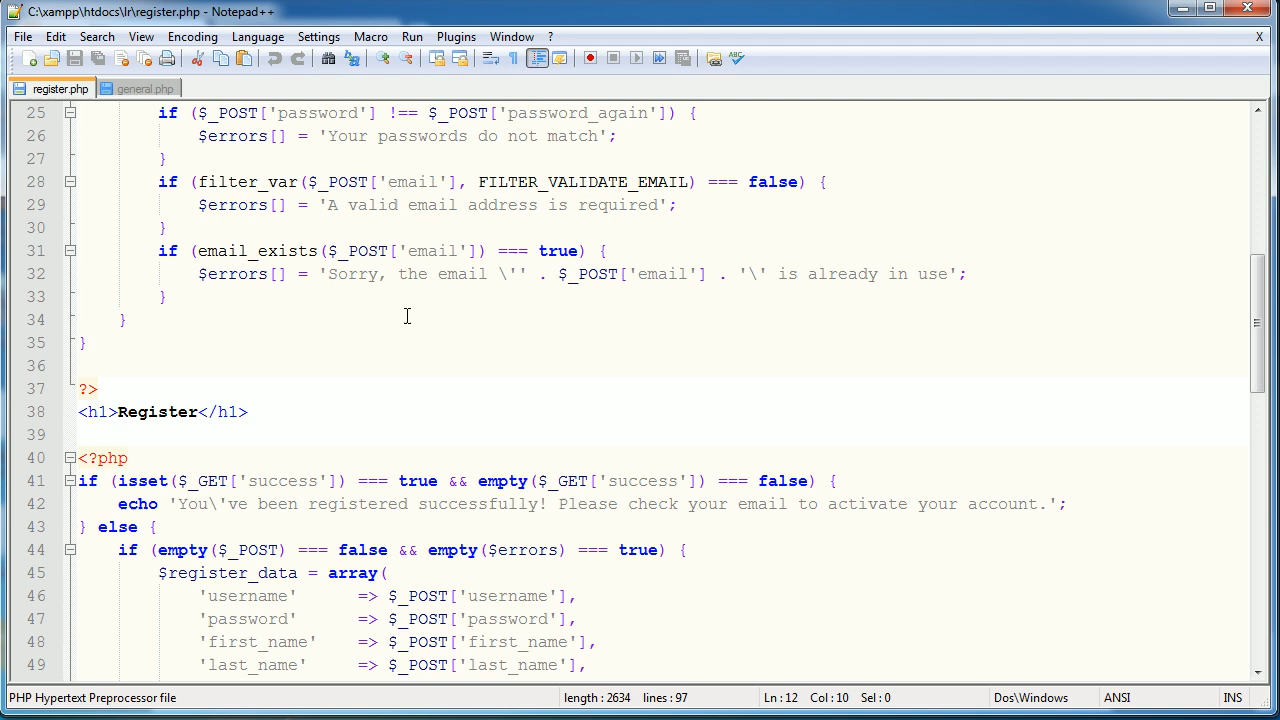 C:\xampp\htdocs\lr\register.php - Notepad++
File Edit Search View Encoding Language Settings Macro Run Plugins Window ? X
register.php general.php
25 if ($_POST['password'] !== $_POST['password_again']) {
26 $errors[] = 'Your passwords do not match';
27 }
28 if (filter_var($_POST['email'], FILTER_VALIDATE_EMAIL) === false) {
29 $errors[] = 'A valid email address is required';
30 }
31 if (email_exists($_POST['email']) === true) {
32 $errors[] = 'Sorry, the email \'' . $_POST['email'] . '\' is already in use';
33 }
34 }
35 }
36
37 ?>
38 <h1>Register</h1>
39
40 <?php
41 if (isset($_GET['success']) === true && empty($_GET['success']) === false) {
42 echo 'You\'ve been registered successfully! Please check your email to activate your account.';
43 } else {
44 if (empty($_POST) === false && empty($errors) === true) {
45 $register_data = array(
46 'username' => $_POST['username'],
47 'password' => $_POST['password'],
48 'first_name' => $_POST['first_name'],
49 'last_name' => $_POST['last_name'],
PHP Hypertext Preprocessor file length : 2634 lines : 97 Ln : 12 Col : 10 Sel : 0 Dos\Windows ANSI INS